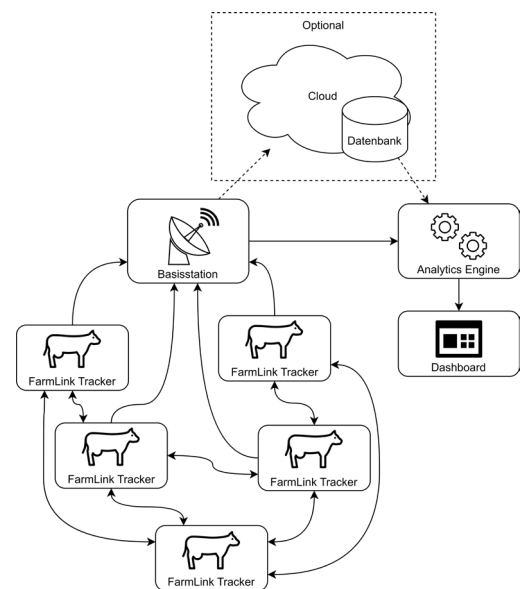 Optional
Cloud
Datenbank
Basisstation
Analytics Engine
FarmLink Tracker
FarmLink Tracker
Dashboard
FarmLink Tracker
FarmLink Tracker
FarmLink Tracker